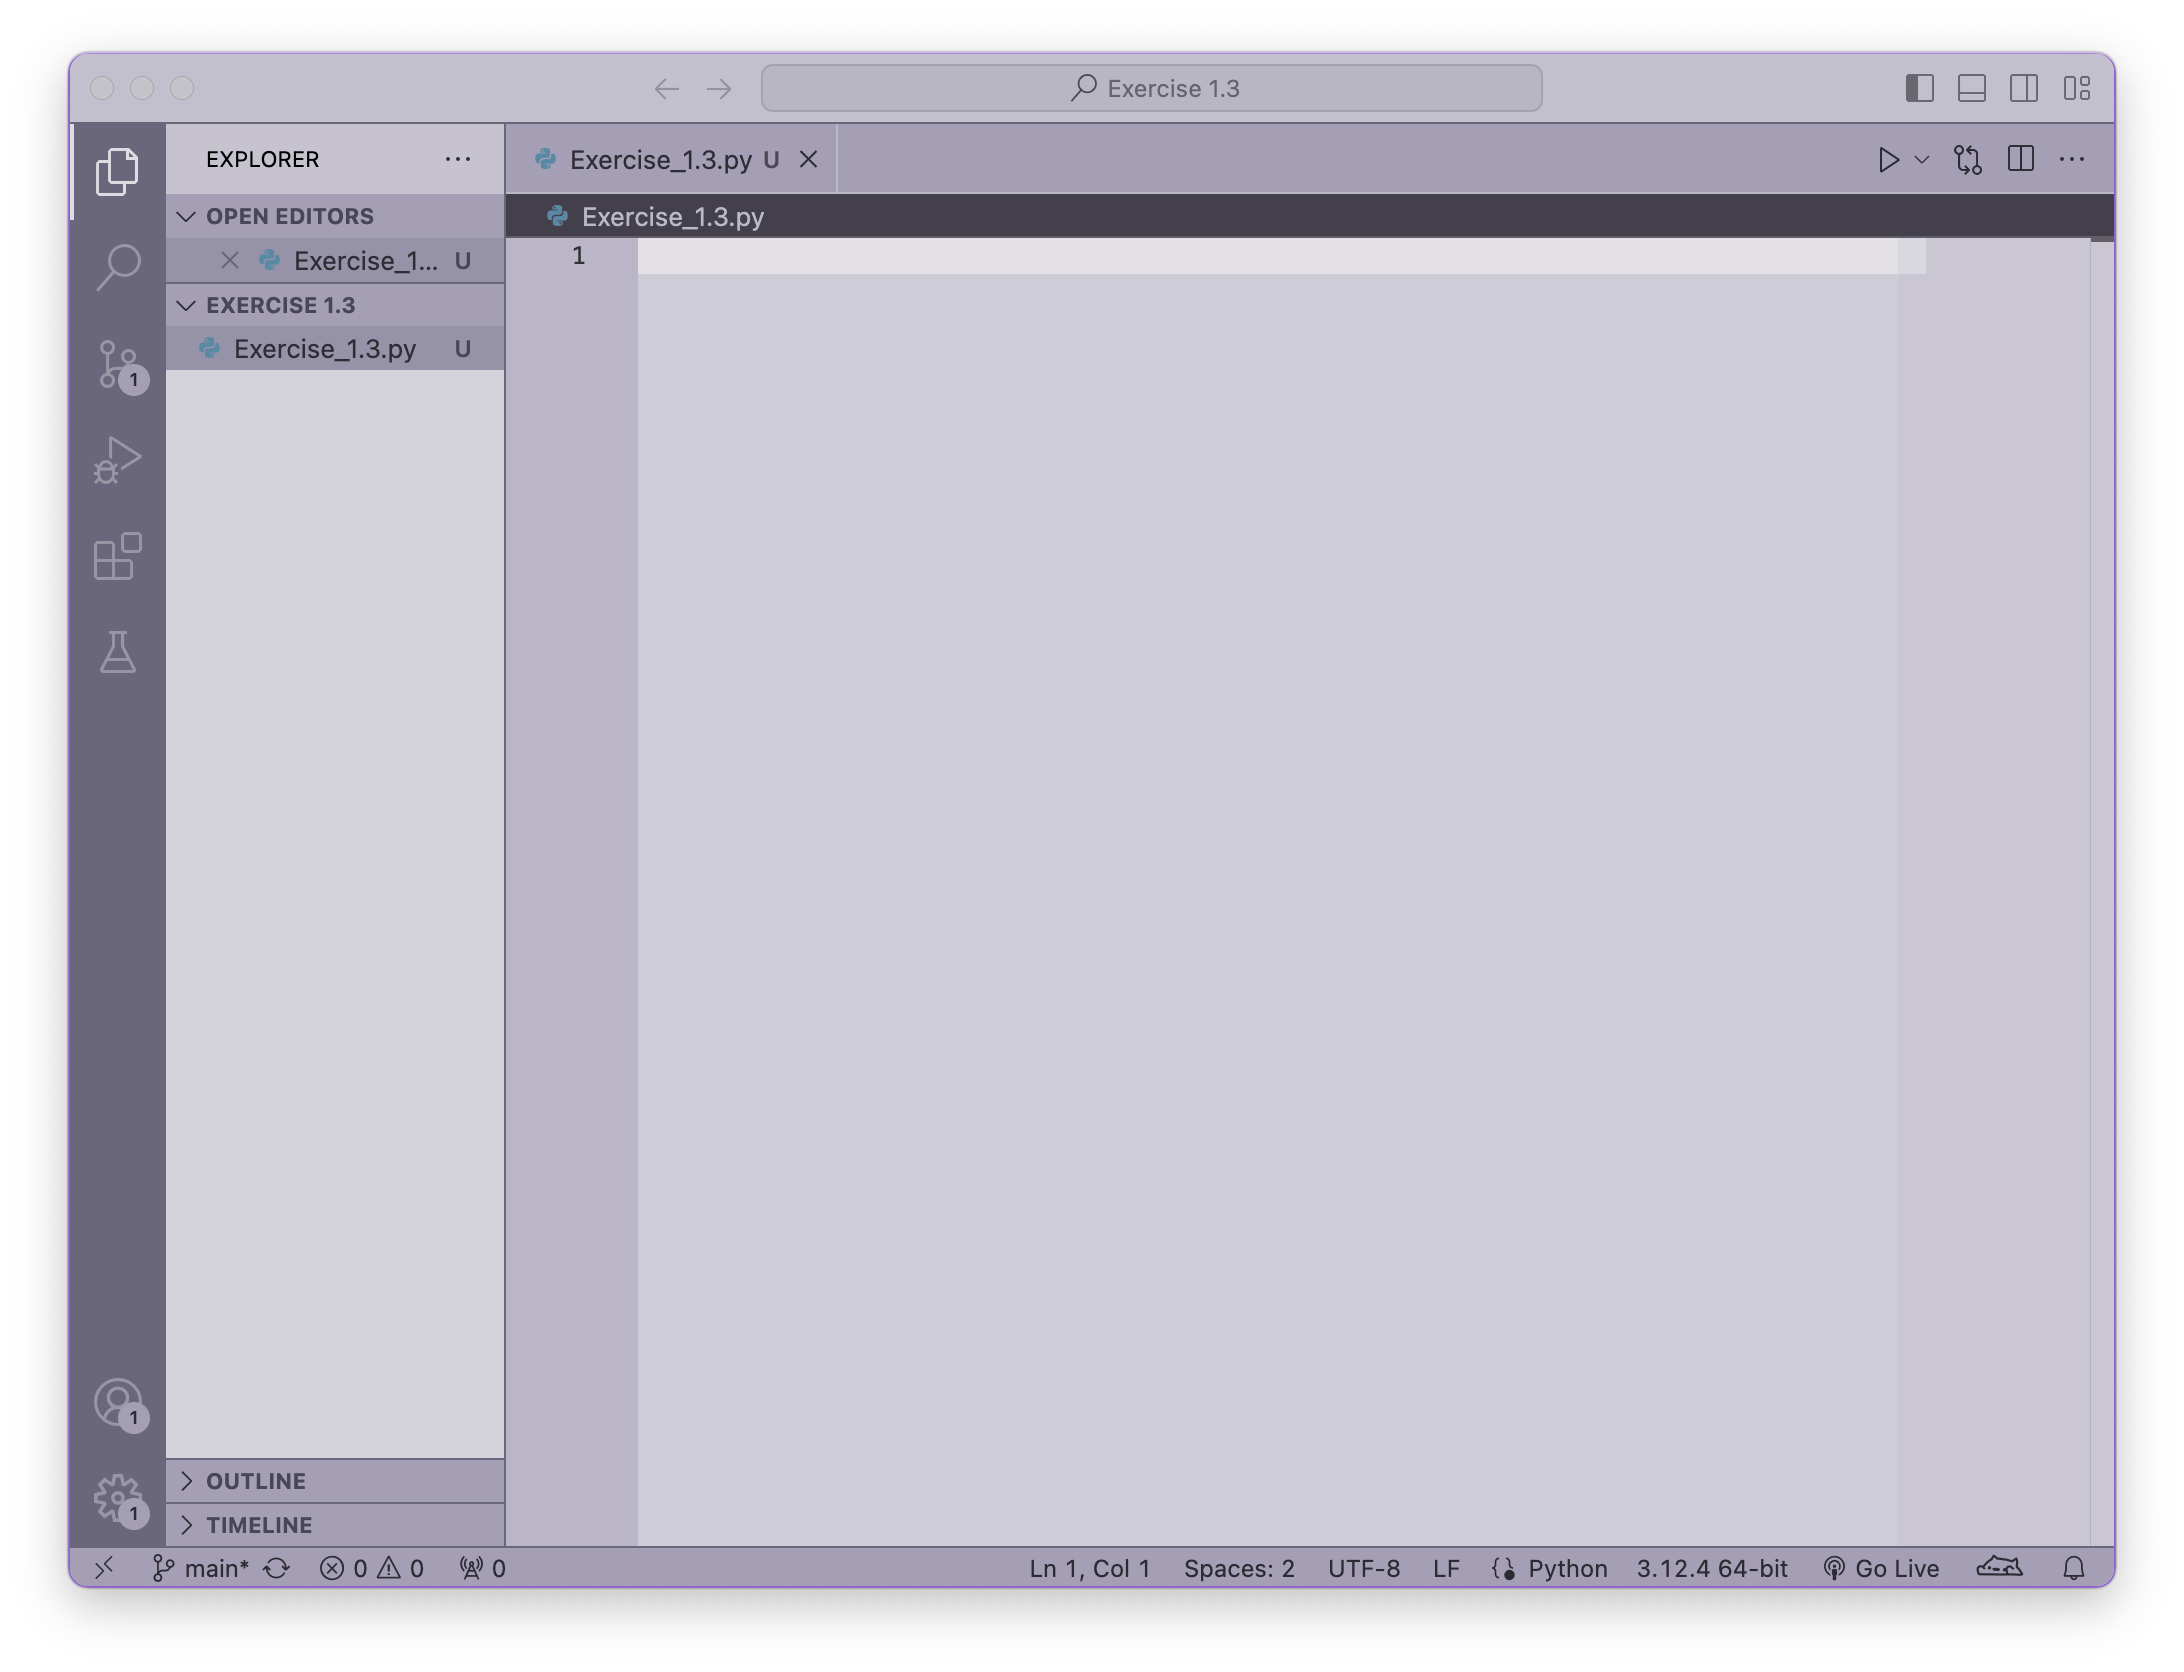 Exercise 1.3
EXPLORER
OPEN EDITORS
Exercise_1... U
EXERCISE 1.3
Exercise_1.3.py U
Exercise_1.3.py U
Exercise_1.3.py
1
1
1
1
OUTLINE
TIMELINE
main* 0 0 0 Ln 1, Col 1 Spaces: 2 UTF-8 LF Python 3.12.4 64-bit Go Live